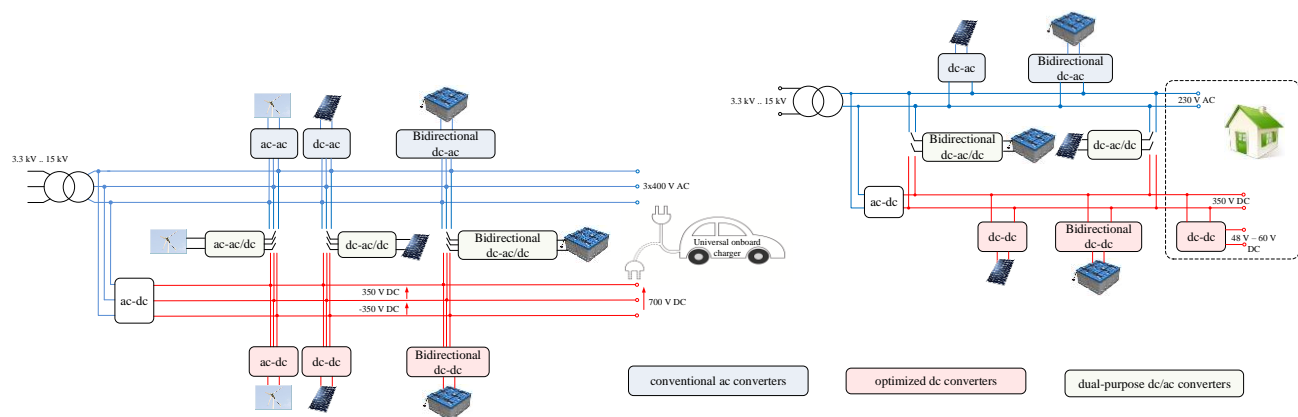 3.3 kV .. 15 kV
ac-ac
dc-ac
Bidirectional
dc-ac
3x400 V AC
ac-ac/dc
dc-ac/dc
Bidirectional
dc-ac/dc
Universal onboard
charger
ac-dc
350 V DC
-350 V DC
700 V DC
ac-dc
dc-dc
Bidirectional
dc-dc
3.3 kV .. 15 kV
dc-ac
Bidirectional
dc-ac
230 V AC
Bidirectional
dc-ac/dc
dc-ac/dc
ac-dc
350 V DC
dc-dc
Bidirectional
dc-dc
dc-dc
48 V – 60 V
DC
conventional ac converters
optimized dc converters
dual-purpose dc/ac converters